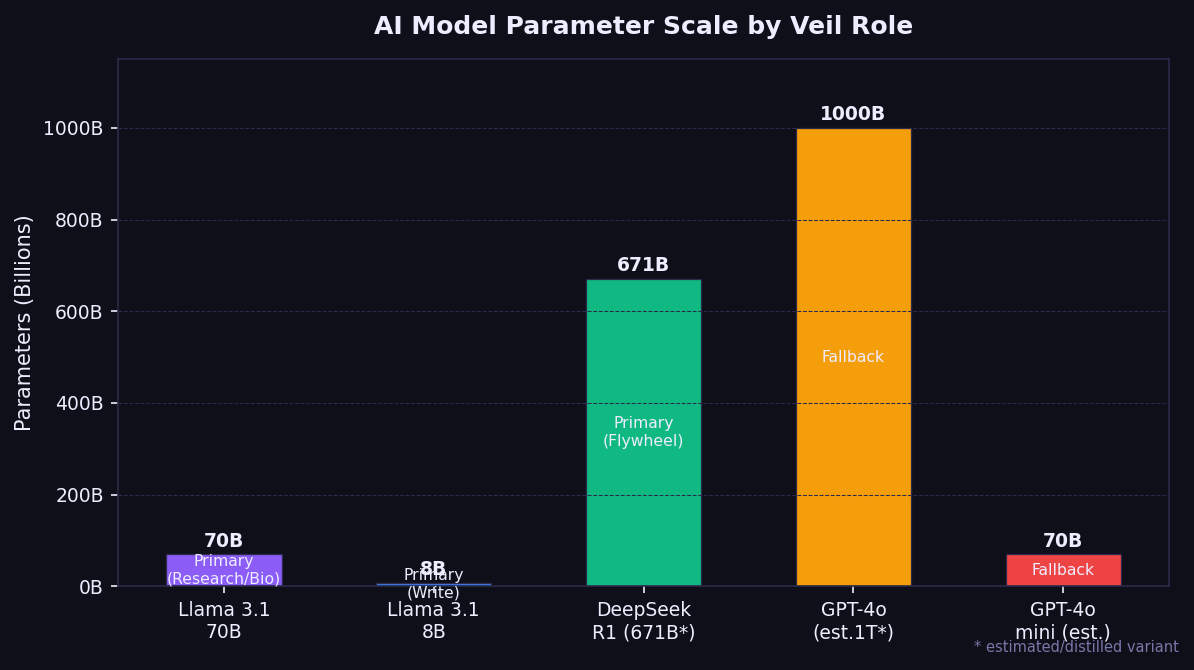 AI Model Parameter Scale by Veil Role
Parameters (Billions)
1000B
800B
600B
400B
200B
0B
70B
Primary
(Research/Bio)
8B
Primary
(Write)
671B
Primary
(Flywheel)
1000B
Fallback
70B
Fallback
Llama 3.1
70B
Llama 3.1
8B
DeepSeek
R1 (671B*)
GPT-4o
(est.1T*)
GPT-4o
mini (est.)
* estimated/distilled variant